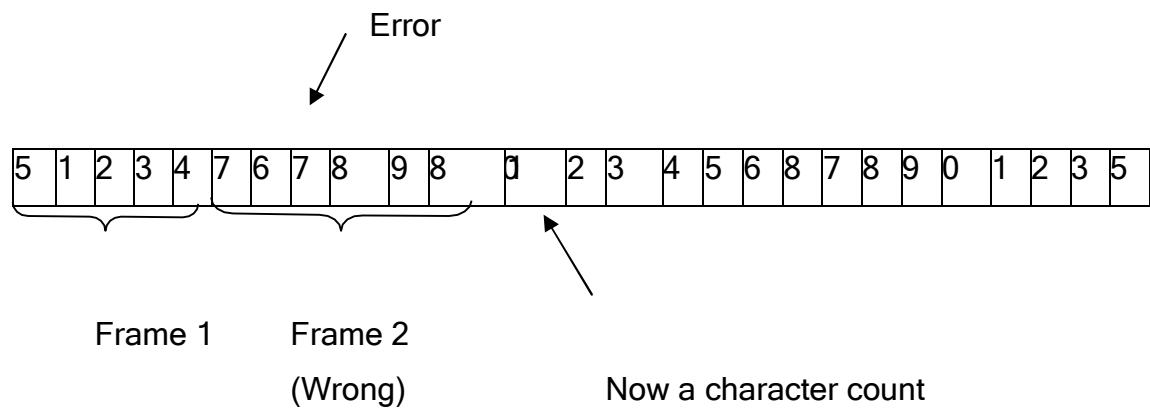 Error
5 1 2 3 4 7 6 7 8 9 8 01 2 3 4 5 6 8 7 8 9 0 1 2 3 5
Frame 1 Frame 2
(Wrong) Now a character count